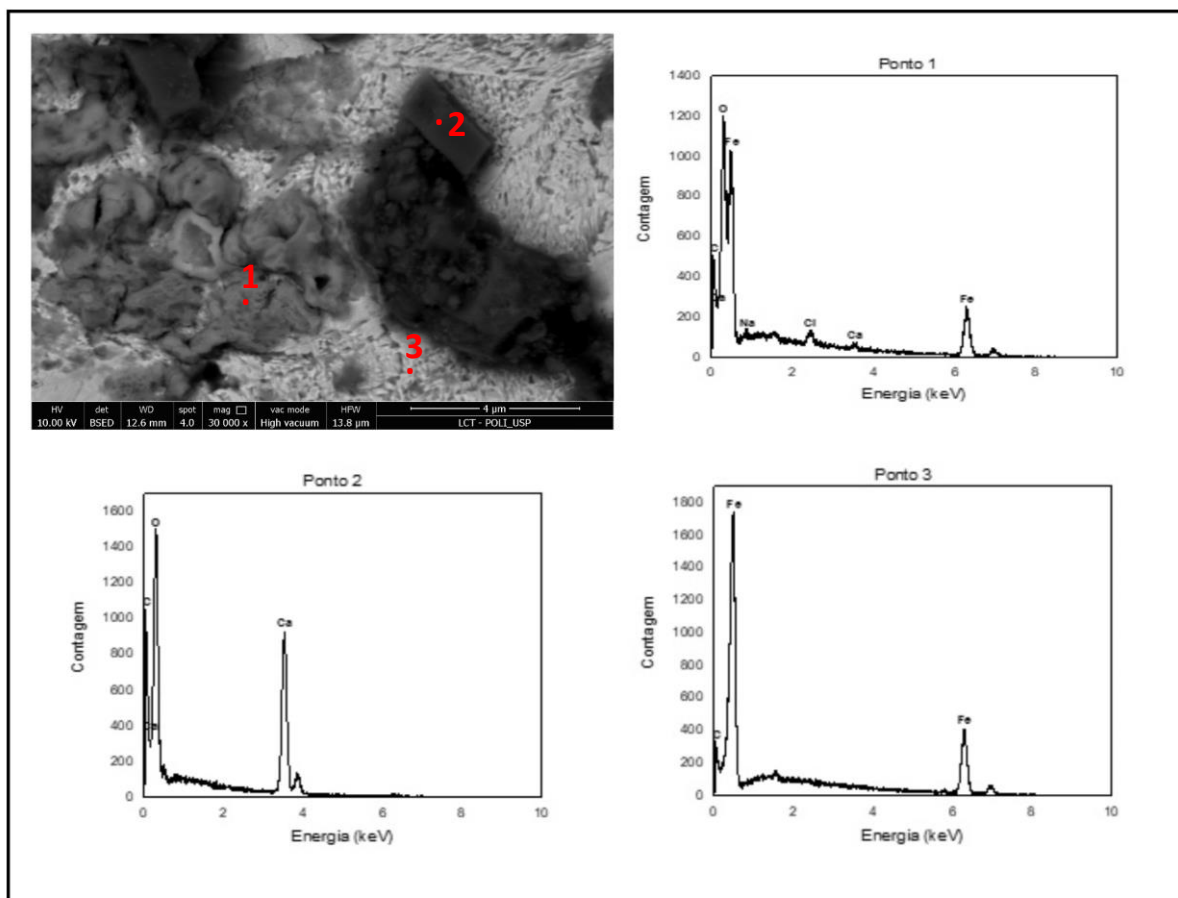 2
1
3
HV det WD spot mag □ vac mode HFW 4 µm
10.00 kV BSED 12.6 mm 4.0 30 000 x High vacuum 13.8 µm LCT - POLI_USP
Ponto 1
1400
1200
1000
800
600
400
200
0
Contagem
O
Fe
C
Ca
Na
Cl
Ca
Fe
0 2 4 6 8 10
Energia (keV)
Ponto 2
1600
1400
1200
1000
800
600
400
200
0
Contagem
O
C
Ca
Ca
0 2 4 6 8 10
Energia (keV)
Ponto 3
1800
1600
1400
1200
1000
800
600
400
200
0
Contagem
Fe
C
Fe
0 2 4 6 8 10
Energia (keV)